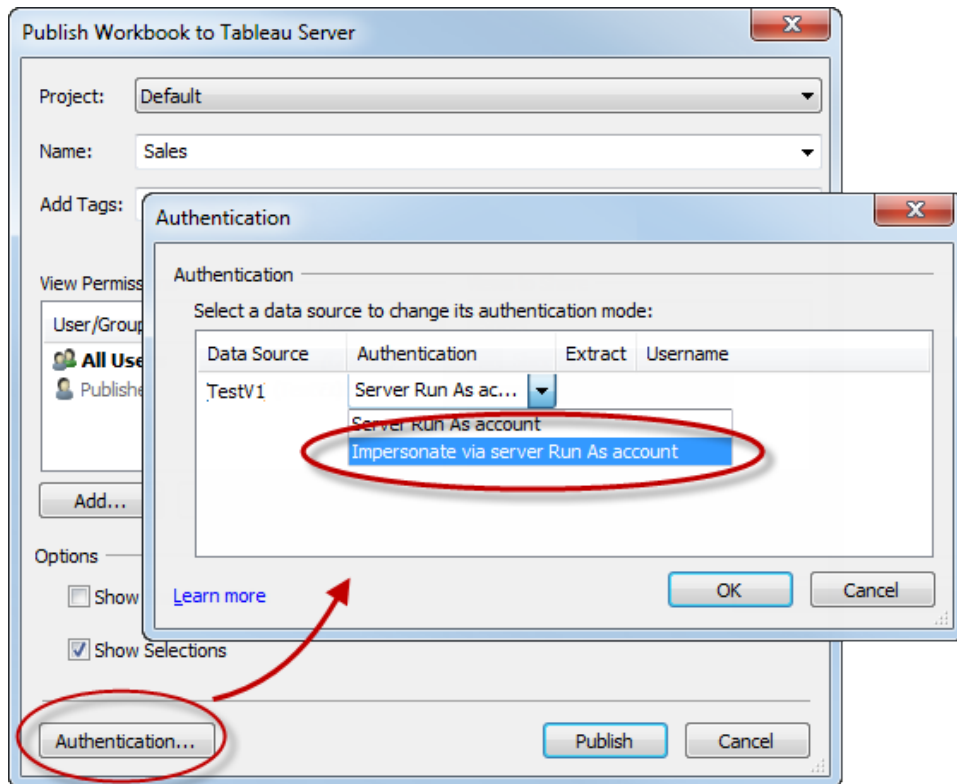 Publish Workbook to Tableau Server
Project: Default
Name: Sales
Add Tags:
View Permiss
User/Group
All Use
Publishe
Add...
Options
Show
Show Selections
Authentication...
Publish
Cancel
Authentication
Authentication
Select a data source to change its authentication mode:
Data Source Authentication Extract Username
TestV1 Server Run As ac...
Server Run As account
Impersonate via server Run As account
Learn more
OK
Cancel